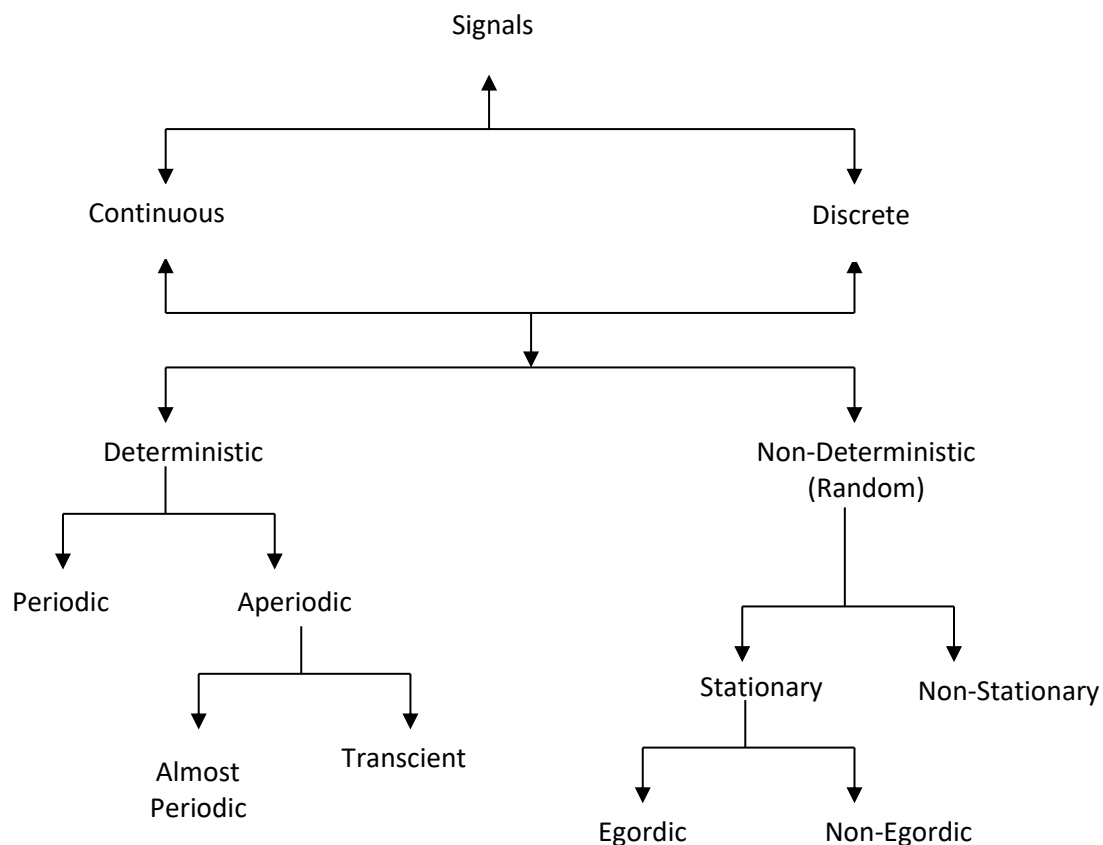 Signals
Continuous
Discrete
Deterministic
Non-Deterministic
(Random)
Periodic
Aperiodic
Stationary
Non-Stationary
Almost
Periodic
Transcient
Egordic
Non-Egordic